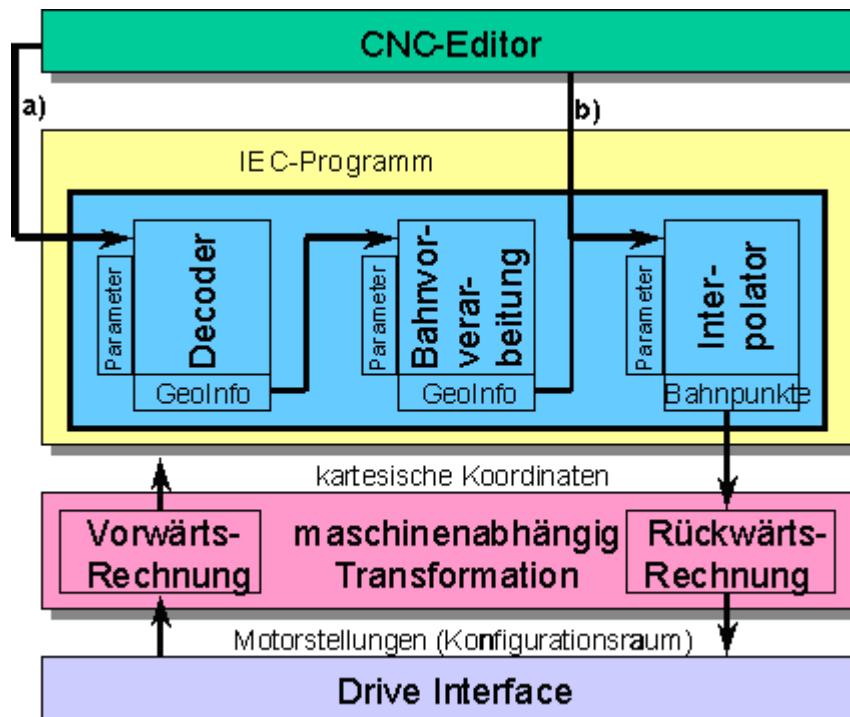 CNC-Editor
a)
b)
IEC-Programm
Parameter
Decoder
GeoInfo
Parameter
Bahnvor-
verar-
beitung
GeoInfo
Parameter
Inter-
polator
Bahnpunkte
kartesische Koordinaten
Vorwärts-
Rechnung
maschinenabhängig
Transformation
Rückwärts-
Rechnung
Motorstellungen (Konfigurationsraum)
Drive Interface